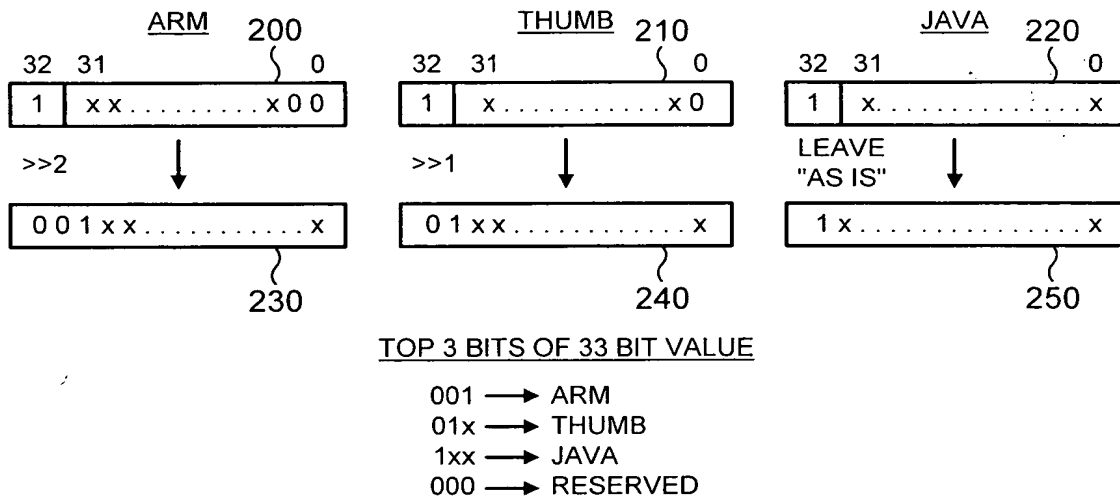 ARM
200
32 31 0
1 x x . . . . . . . . . x 0 0
>>2
0 0 1 x x . . . . . . . . . . . x
230
THUMB
210
32 31 0
1 x . . . . . . . . . . . x 0
>>1
0 1 x x . . . . . . . . . . . . x
240
JAVA
220
32 31 0
1 x . . . . . . . . . . . . . . x
LEAVE
"AS IS"
1 x . . . . . . . . . . . . . . . x
250
TOP 3 BITS OF 33 BIT VALUE
001 → ARM
01x → THUMB
1xx → JAVA
000 → RESERVED